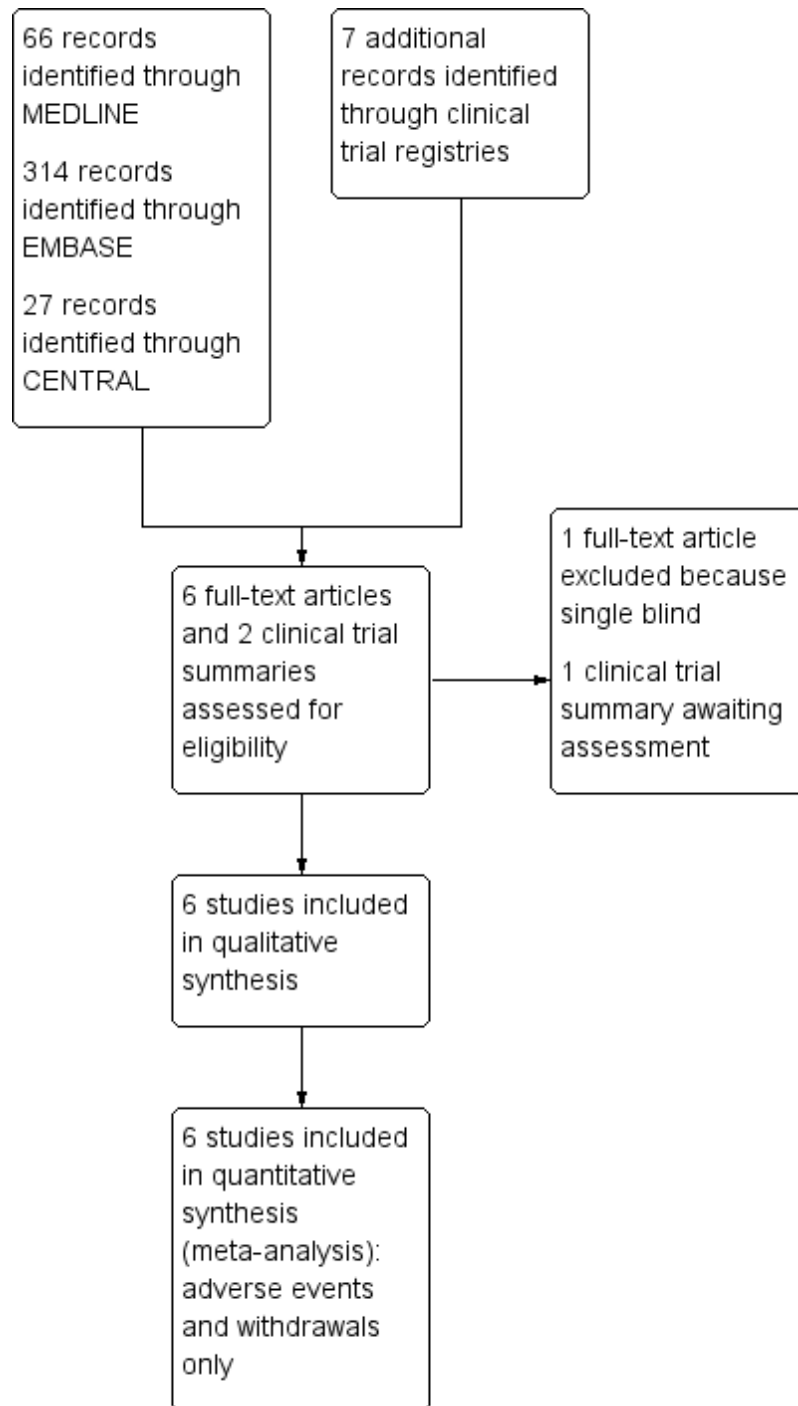 66 records
identified through
MEDLINE
314 records
identified through
EMBASE
27 records
identified through
CENTRAL
7 additional
records identified
through clinical
trial registries
6 full-text articles
and 2 clinical trial
summaries
assessed for
eligibility
1 full-text article
excluded because
single blind
1 clinical trial
summary awaiting
assessment
6 studies included
in qualitative
synthesis
6 studies included
in quantitative
synthesis
(meta-analysis):
adverse events
and withdrawals
only